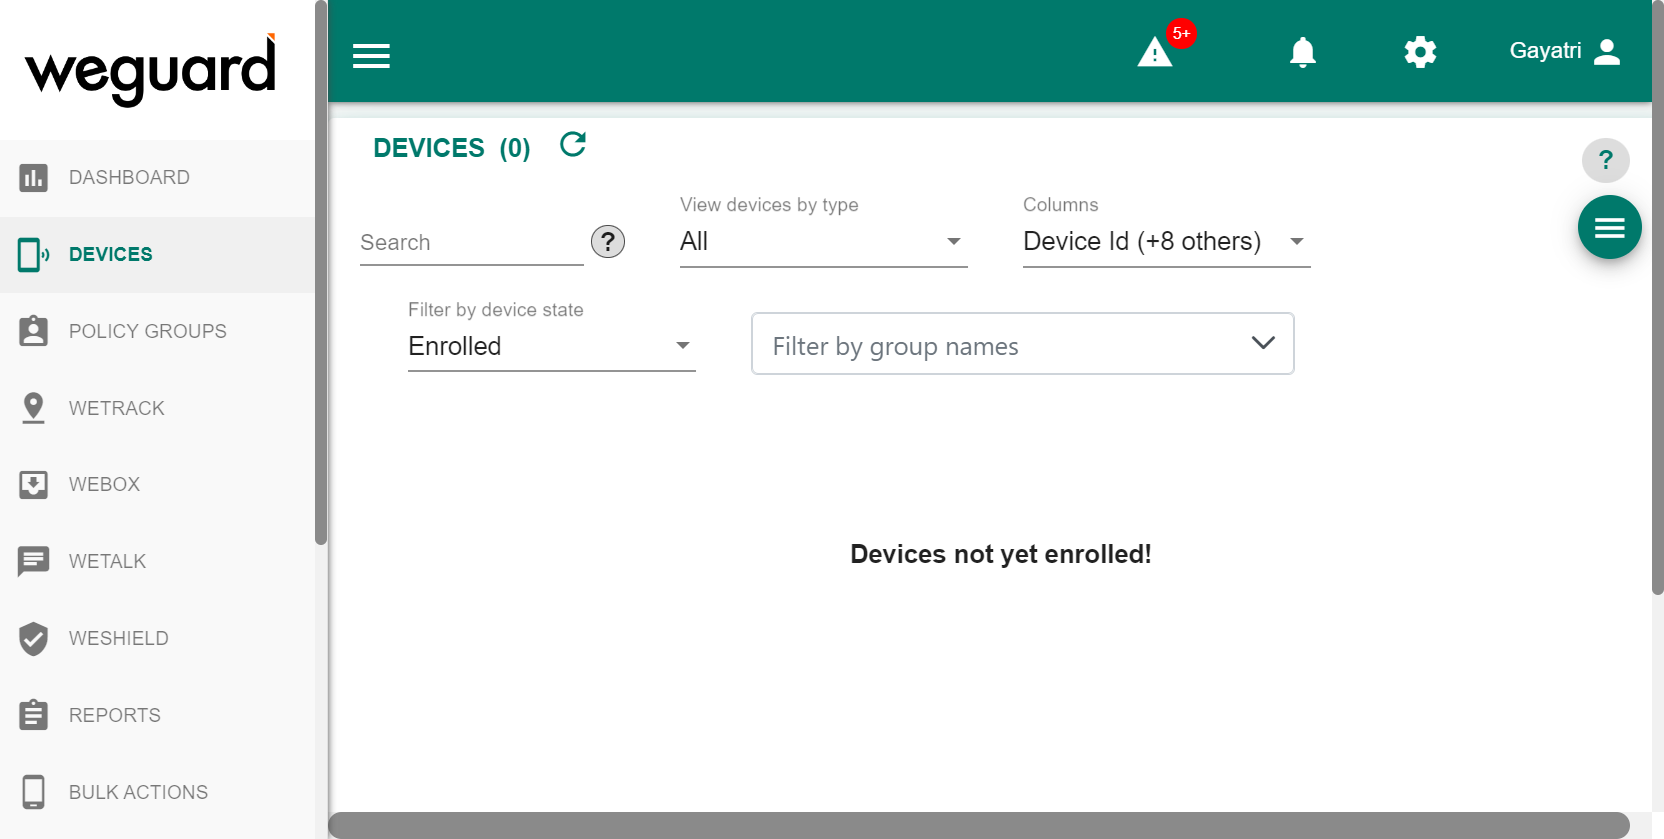 weguard
DASHBOARD
DEVICES
POLICY GROUPS
WETRACK
WEBOX
WETALK
WESHIELD
REPORTS
BULK ACTIONS
5+
Gayatri
DEVICES (0)
?
Search
?
View devices by type
All
Columns
Device Id (+8 others)
Filter by device state
Enrolled
Filter by group names
Devices not yet enrolled!